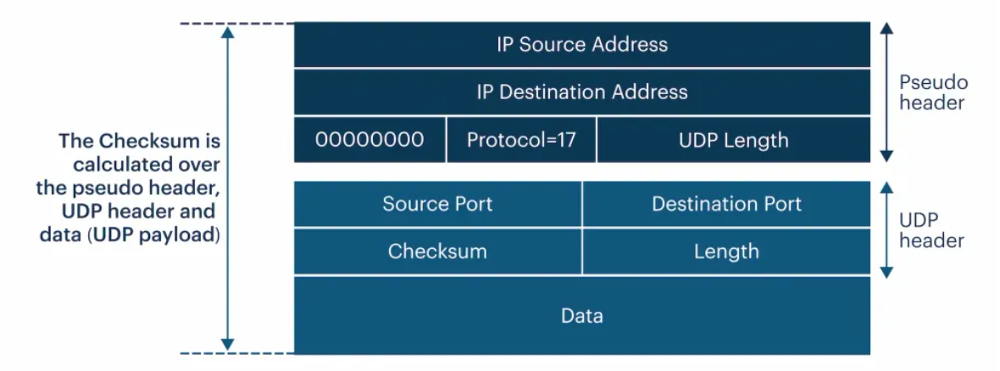 IP Source Address
IP Destination Address
00000000 Protocol=17 UDP Length
Pseudo
header
The Checksum is
calculated over
the pseudo header,
UDP header and
data (UDP payload)
Source Port Destination Port
Checksum Length
UDP
header
Data